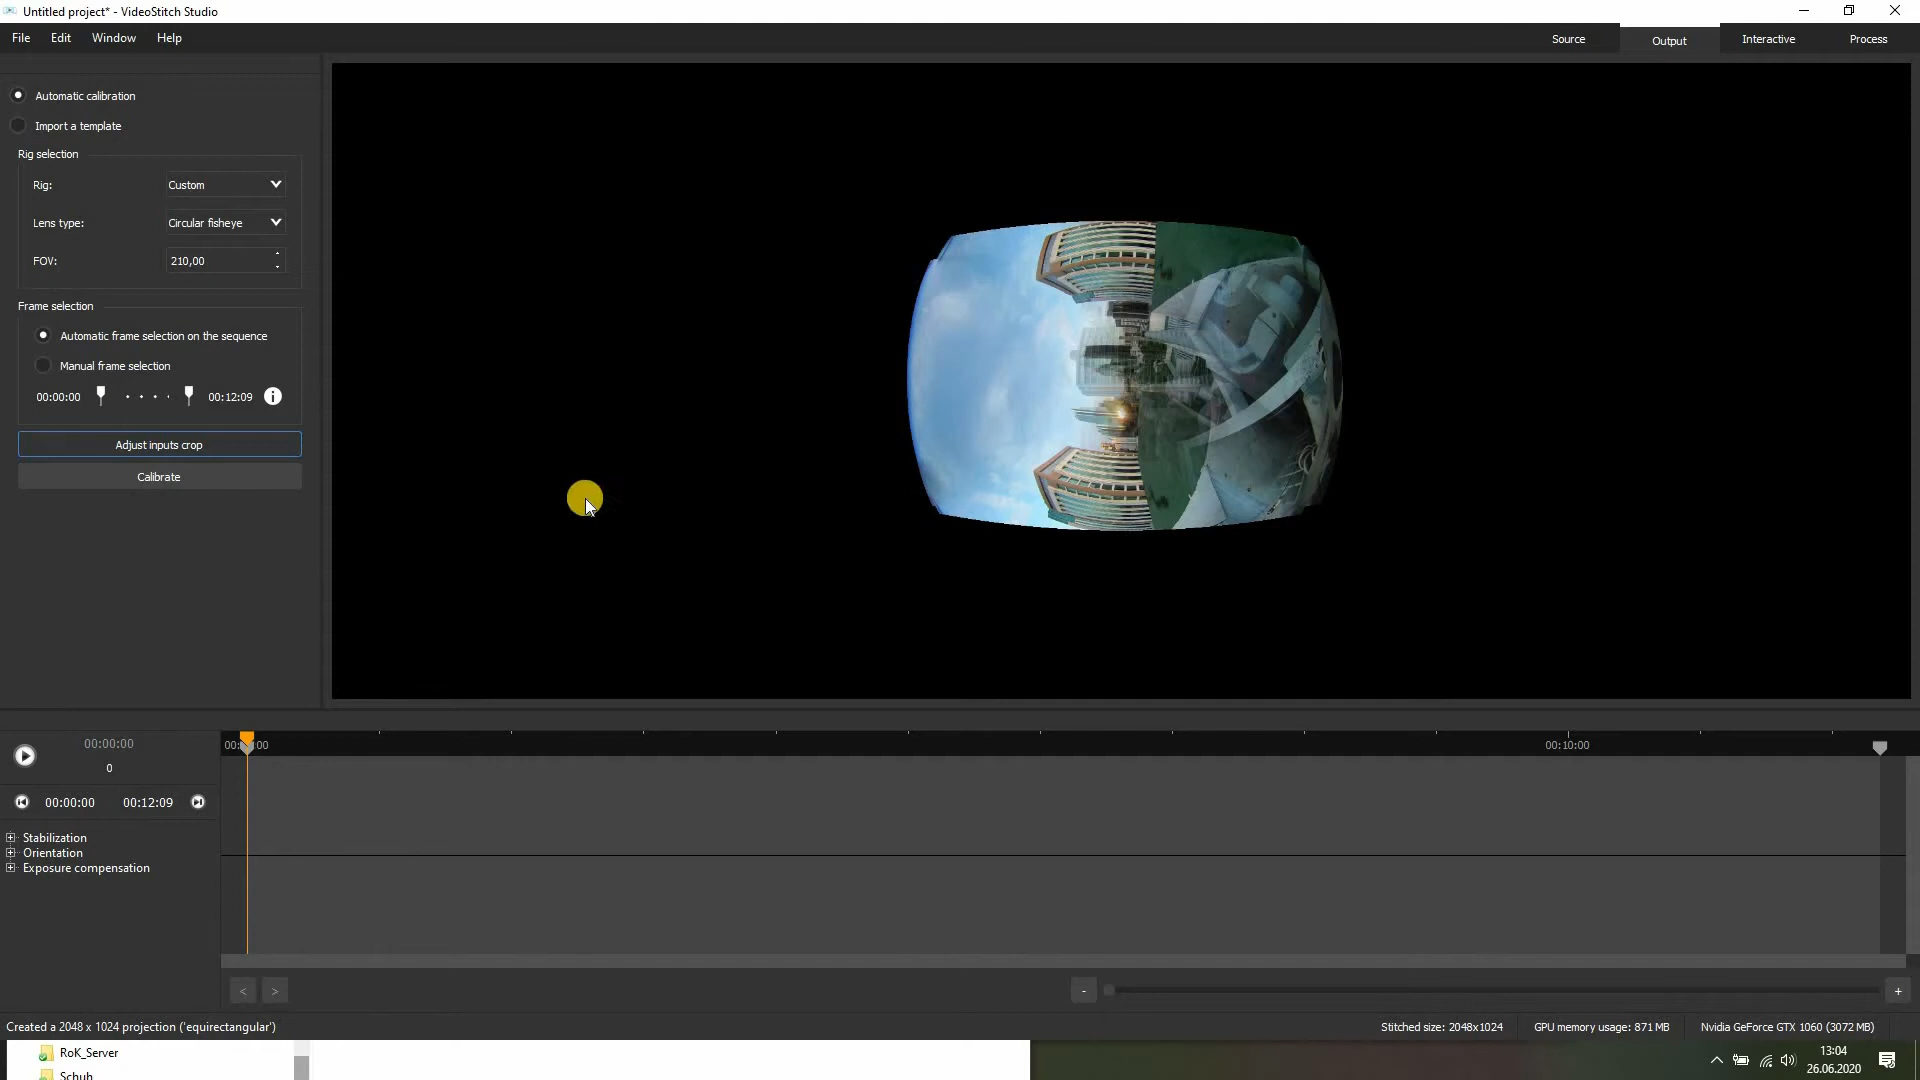 Untitled project* - VideoStitch Studio
File Edit Window Help
Source Output Interactive Process
Automatic calibration
Import a template
Rig selection
Rig: Custom
Lens type: Circular fisheye
FOV: 210,00
Frame selection
Automatic frame selection on the sequence
Manual frame selection
00:00:00 00:12:09
Adjust inputs crop
Calibrate
00:00:00
0
00:00:00 00:12:09
Stabilization
Orientation
Exposure compensation
00:10:00
< >
- +
Created a 2048 x 1024 projection ('equirectangular')
Stitched size: 2048x1024 GPU memory usage: 871 MB Nvidia GeForce GTX 1060 (3072 MB)
RoK_Server
Schuh
13:04
26.06.2020